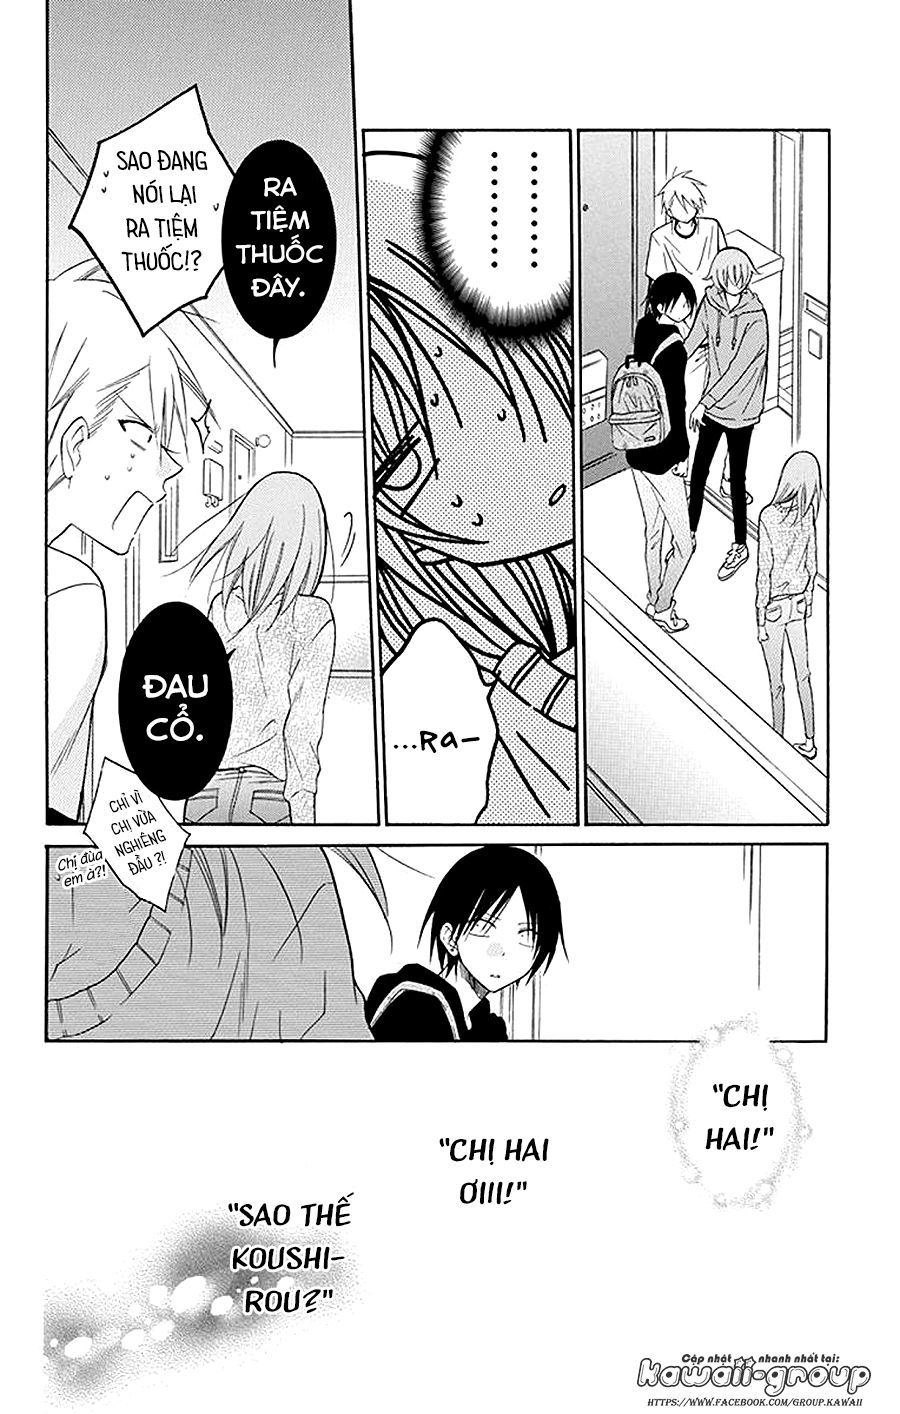 . . . . . .
. . . . . .
...RA-
RA
TIỆM
THUỐC
ĐÂY.
SAO ĐANG
NÓI LẠI
RA TIỆM
THUỐC!?
ĐAU
CỔ.
CHỈ VÌ
CHỊ VỪA
NGHIÊNG
ĐẦU?!
Chị đùa
em à?!
"CHỊ
HAI!"
"CHỊ HAI
ƠIII!"
"SAO THẾ
KOUSHI-
ROU?"
Cập nhật nhanh nhất tại:
kawaii-group
HTTPS://WWW.FACEBOOK.COM/GROUP.KAWAII